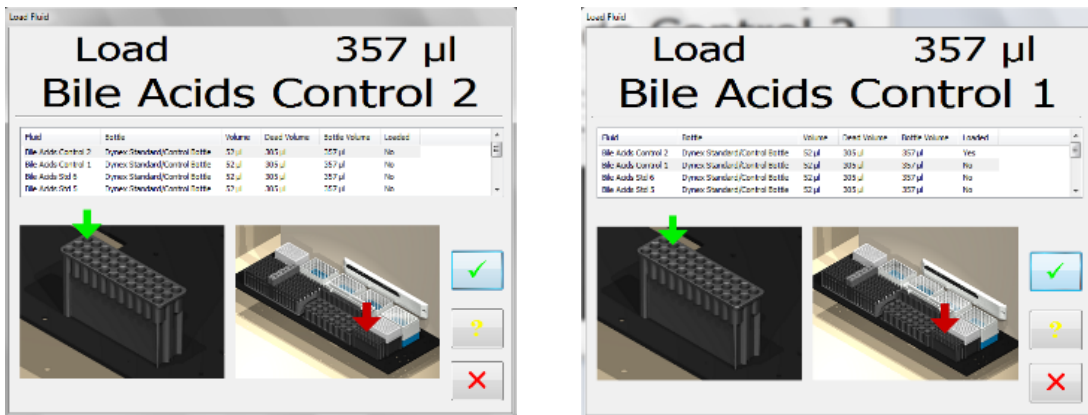 Load Fluid
Load 357 µl
Bile Acids Control 2
Fluid Bottle Volume Dead Volume Bottle Volume Loaded
Bile Acids Control 2 Dynex Standard/Control Bottle 52 µl 305 µl 357 µl No
Bile Acids Control 1 Dynex Standard/Control Bottle 52 µl 305 µl 357 µl No
Bile Acids Std 6 Dynex Standard/Control Bottle 52 µl 305 µl 357 µl No
Bile Acids Std 5 Dynex Standard/Control Bottle 52 µl 305 µl 357 µl No
?
Load Fluid
Load 357 µl
Bile Acids Control 1
Fluid Bottle Volume Dead Volume Bottle Volume Loaded
Bile Acids Control 2 Dynex Standard/Control Bottle 52 µl 305 µl 357 µl Yes
Bile Acids Control 1 Dynex Standard/Control Bottle 52 µl 305 µl 357 µl No
Bile Acids Std 6 Dynex Standard/Control Bottle 52 µl 305 µl 357 µl No
Bile Acids Std 5 Dynex Standard/Control Bottle 52 µl 305 µl 357 µl No
?